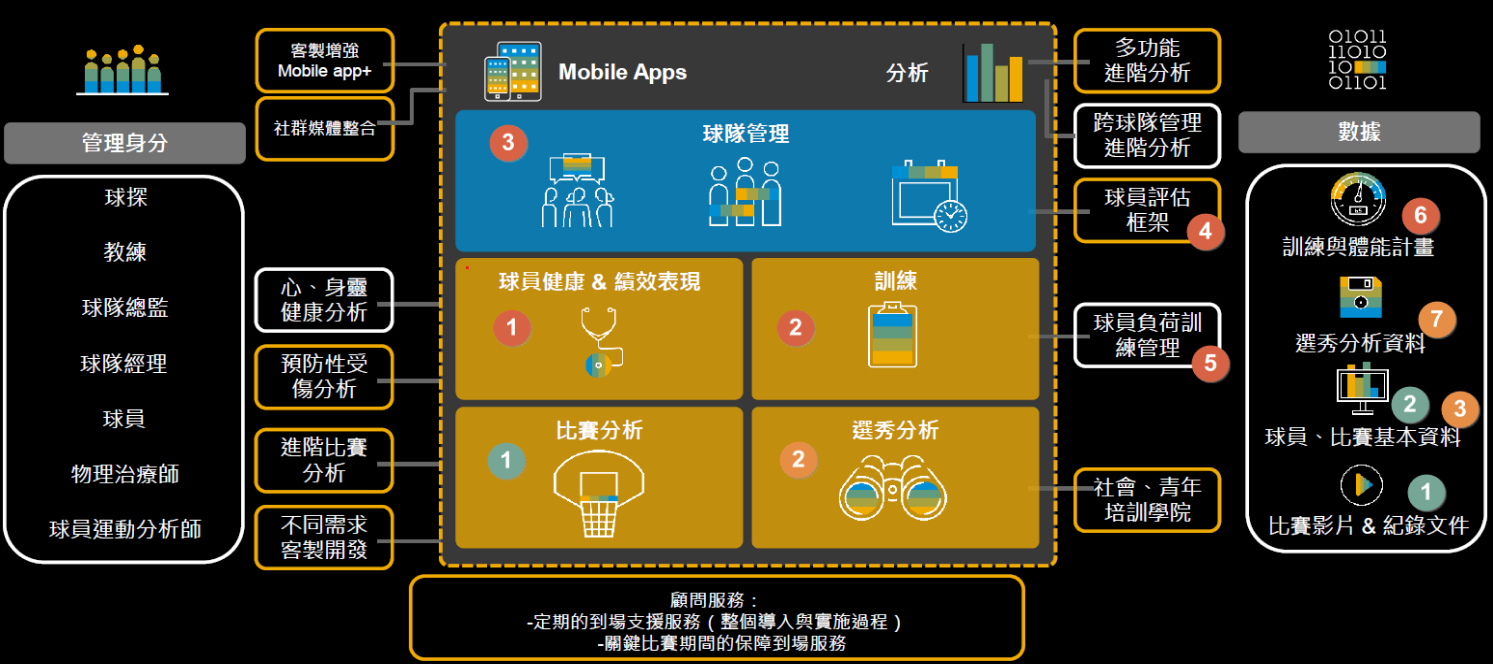 01011
11010
10
01101
管理身分
球探
教練
球隊總監
球隊經理
球員
物理治療師
球員運動分析師
客製增強
Mobile app+
社群媒體整合
心、身靈
健康分析
預防性受
傷分析
進階比賽
分析
不同需求
客製開發
Mobile Apps
分析
3
球隊管理
球員健康 & 績效表現
1
訓練
2
比賽分析
1
選秀分析
2
多功能
進階分析
跨球隊管理
進階分析
球員評估
框架
4
球員負荷訓
練管理
5
社會、青年
培訓學院
數據
6
訓練與體能計畫
7
選秀分析資料
2
3
球員、比賽基本資料
1
比賽影片 & 紀錄文件
顧問服務：
-定期的到場支援服務（整個導入與實施過程）
-關鍵比賽期間的保障到場服務